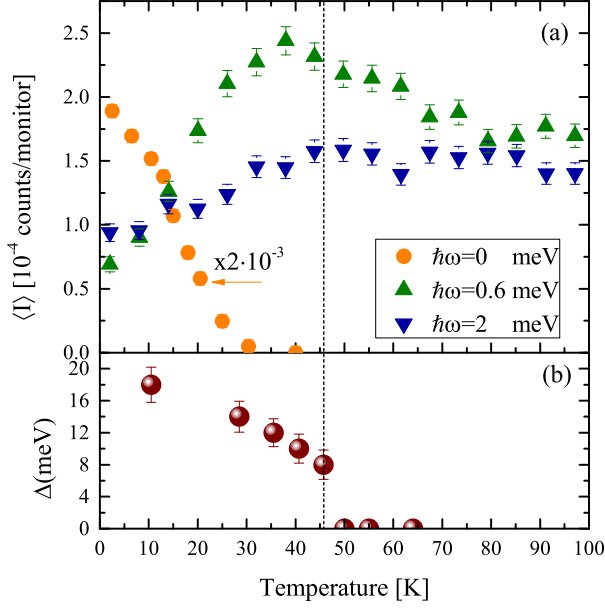 (a)
2.5
2.0
1.5
1.0
0.5
0.0
⟨I⟩ [10⁻⁴ counts/monitor]
x2·10⁻³
ℏω=0 meV
ℏω=0.6 meV
ℏω=2 meV
(b)
20
16
12
8
4
0
Δ(meV)
0 10 20 30 40 50 60 70 80 90 100
Temperature [K]